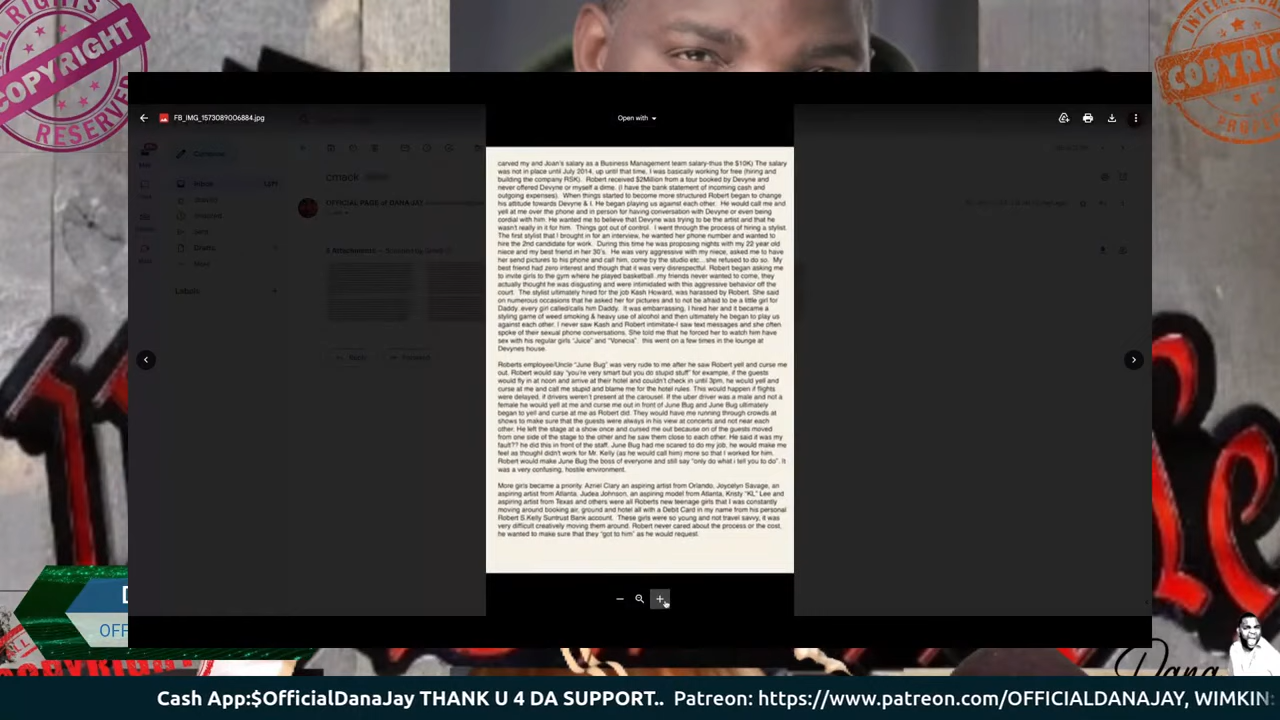 COPYRIGHT
RESERVED
COPYRIG
FB_IMG_1573089006884.jpg
Open with
cmack
OFFICIAL PAGE of DANA JAY
Labels
carved my and Joan's salary as a Business Management team salary-thus the $10K) The salary
was not in place until July 2014, up until that time, I was basically working for free (hiring and
building the company RSK). Robert received $2Million from a tour booked by Devyne and
never offered Devyne or myself a dime. (I have the bank statement of incoming cash and
outgoing expenses). When things started to become more structured Robert began to change
his attitude towards Devyne & I. He began playing us against each other. He would call me and
yell at me over the phone and in person for having conversation with Devyne or even being
cordial with him. He wanted me to believe that Devyne was trying to be the artist and that he
wasn't really in it for him. Things got out of control. I went through the process of hiring a stylist.
The first stylist that I brought in for an interview, he wanted her phone number and wanted to
hire the 2nd candidate for work. During this time he was proposing nights with my 22 year old
niece and my best friend in her 30's. He was very aggressive with my niece, asked me to have
her send pictures to his phone and call him, come by the studio etc...she refused to do so. My
best friend had zero interest and though that it was very disrespectful. Robert began asking me
to invite girls to the gym where he played basketball..my friends never wanted to come, they
actually thought he was disgusting and were intimidated with this aggressive behavior off the
court. The stylist ultimately hired for the job Kash Howard, was harassed by Robert. She said
on numerous occasions that he asked her for pictures and to not be afraid to be a little girl for
Daddy..every girl called/calls him Daddy. It was embarrassing, I hired her and it became a
styling game of weed smoking & heavy use of alcohol and then ultimately he began to play us
against each other. I never saw Kash and Robert intimitate-I saw text messages and she often
spoke of their sexual phone conversations. She told me that he forced her to watch him have
sex with his regular girls "Juice" and "Vonecia". this went on a few times in the lounge at
Devynes house.
Roberts employee/Uncle "June Bug" was very rude to me after he saw Robert yell and curse me
out. Robert would say "you're very smart but you do stupid stuff" for example, if the guests
would fly in at noon and arrive at their hotel and couldn't check in until 3pm, he would yell and
curse at me and call me stupid and blame me for the hotel rules. This would happen if flights
were delayed, if drivers weren't present at the carousel. If the uber driver was a male and not a
female he would yell at me and curse me out in front of June Bug and June Bug ultimately
began to yell and curse at me as Robert did. They would have me running through crowds at
shows to make sure that the guests were always in his view at concerts and not near each
other. He left the stage at a show once and cursed me out because on of the guests moved
from one side of the stage to the other and he saw them close to each other. He said it was my
fault?? he did this in front of the staff. June Bug had me scared to do my job, he would make me
feel as thoughI didn't work for Mr. Kelly (as he would call him) more so that I worked for him.
Robert would make June Bug the boss of everyone and still say "only do what i tell you to do". It
was a very confusing, hostile environment.
More girls became a priority. Azriel Clary an aspiring artist from Orlando, Joycelyn Savage, an
aspiring artist from Atlanta, Judea Johnson, an aspiring model from Atlanta, Kristy "KL" Lee and
aspiring artist from Texas and others were all Roberts new teenage girls that I was constantly
moving around booking air, ground and hotel all with a Debit Card in my name from his personal
Robert S.Kelly Suntrust Bank account. These girls were so young and not travel savvy, it was
very difficult creatively moving them around. Robert never cared about the process or the cost,
he wanted to make sure that they "got to him" as he would request.
D
OFF
Dana
Cash App:$OfficialDanaJay THANK U 4 DA SUPPORT.. Patreon: https://www.patreon.com/OFFICIALDANAJAY, WIMKIN: